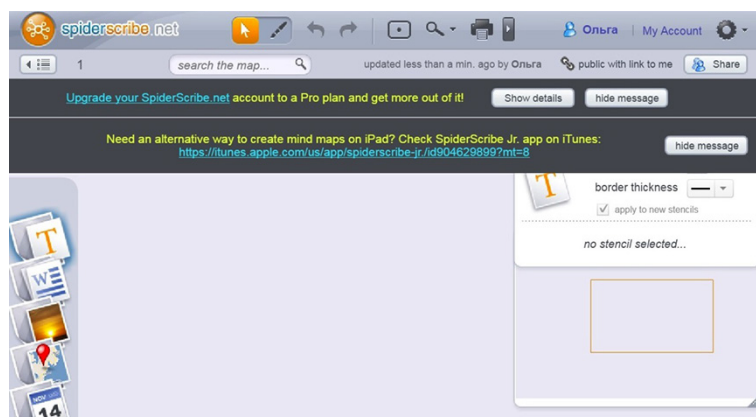 spiderscribe.net
Ольга | My Account
1 search the map... updated less than a min. ago by Ольга public with link to me Share
Upgrade your SpiderScribe.net account to a Pro plan and get more out of it! Show details hide message
Need an alternative way to create mind maps on iPad? Check SpiderScribe Jr. app on iTunes:
https://itunes.apple.com/us/app/spiderscribe-jr./id904629899?mt=8 hide message
T border thickness
apply to new stencils
no stencil selected...
T
W
NOV
14